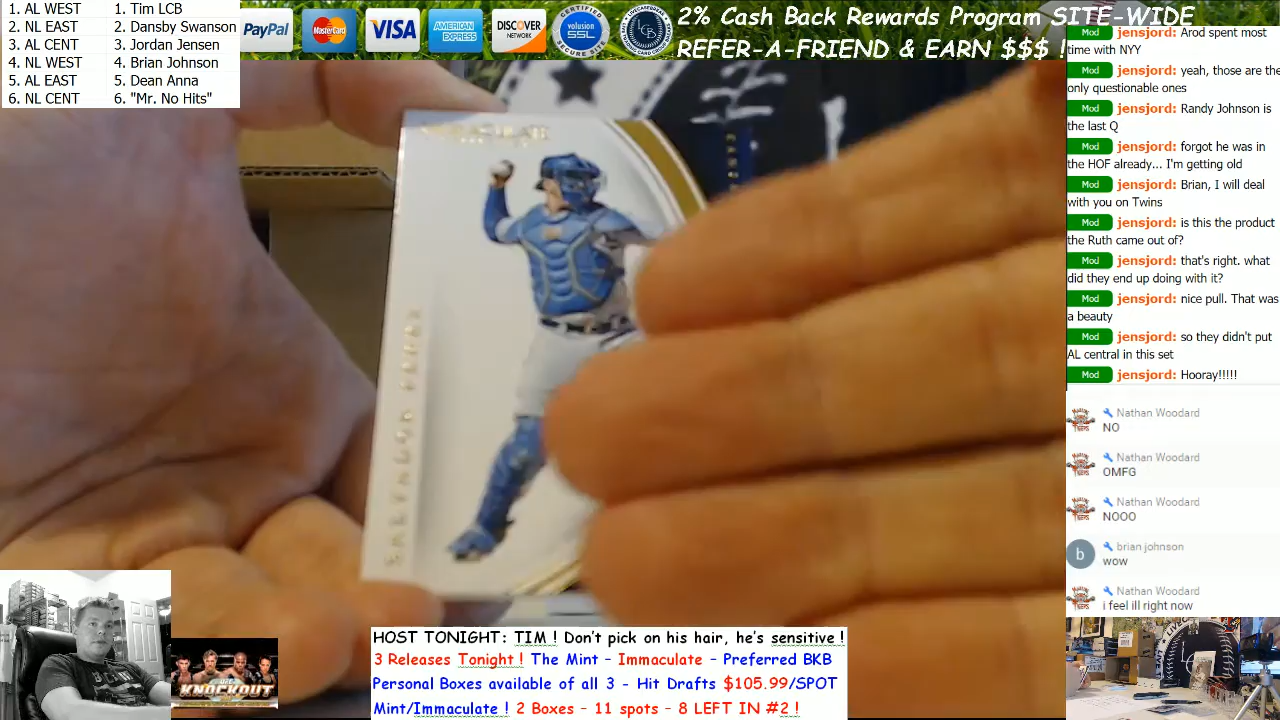 1. AL WEST 1. Tim LCB
2. NL EAST 2. Dansby Swanson
3. AL CENT 3. Jordan Jensen
4. NL WEST 4. Brian Johnson
5. AL EAST 5. Dean Anna
6. NL CENT 6. "Mr. No Hits"
PayPal MasterCard VISA AMERICAN EXPRESS DISCOVER NETWORK CERTIFIED volusion SSL SECURE SITE LCB
2% Cash Back Rewards Program SITE-WIDE
REFER-A-FRIEND & EARN $$$ !
Mod jensjord: Arod spent most
time with NYY
Mod jensjord: yeah, those are the
only questionable ones
Mod jensjord: Randy Johnson is
the last Q
Mod jensjord: forgot he was in
the HOF already... I'm getting old
Mod jensjord: Brian, I will deal
with you on Twins
Mod jensjord: is this the product
the Ruth came out of?
Mod jensjord: that's right. what
did they end up doing with it?
Mod jensjord: nice pull. That was
a beauty
Mod jensjord: so they didn't put
AL central in this set
Mod jensjord: Hooray!!!!!
Nathan Woodard
NO
Nathan Woodard
OMFG
Nathan Woodard
NOOO
b brian johnson
wow
Nathan Woodard
i feel ill right now
KNOCKOUT
HOST TONIGHT: TIM ! Don't pick on his hair, he's sensitive !
3 Releases Tonight ! The Mint - Immaculate - Preferred BKB
Personal Boxes available of all 3 - Hit Drafts $105.99/SPOT
Mint/Immaculate ! 2 Boxes - 11 spots - 8 LEFT IN #2 !